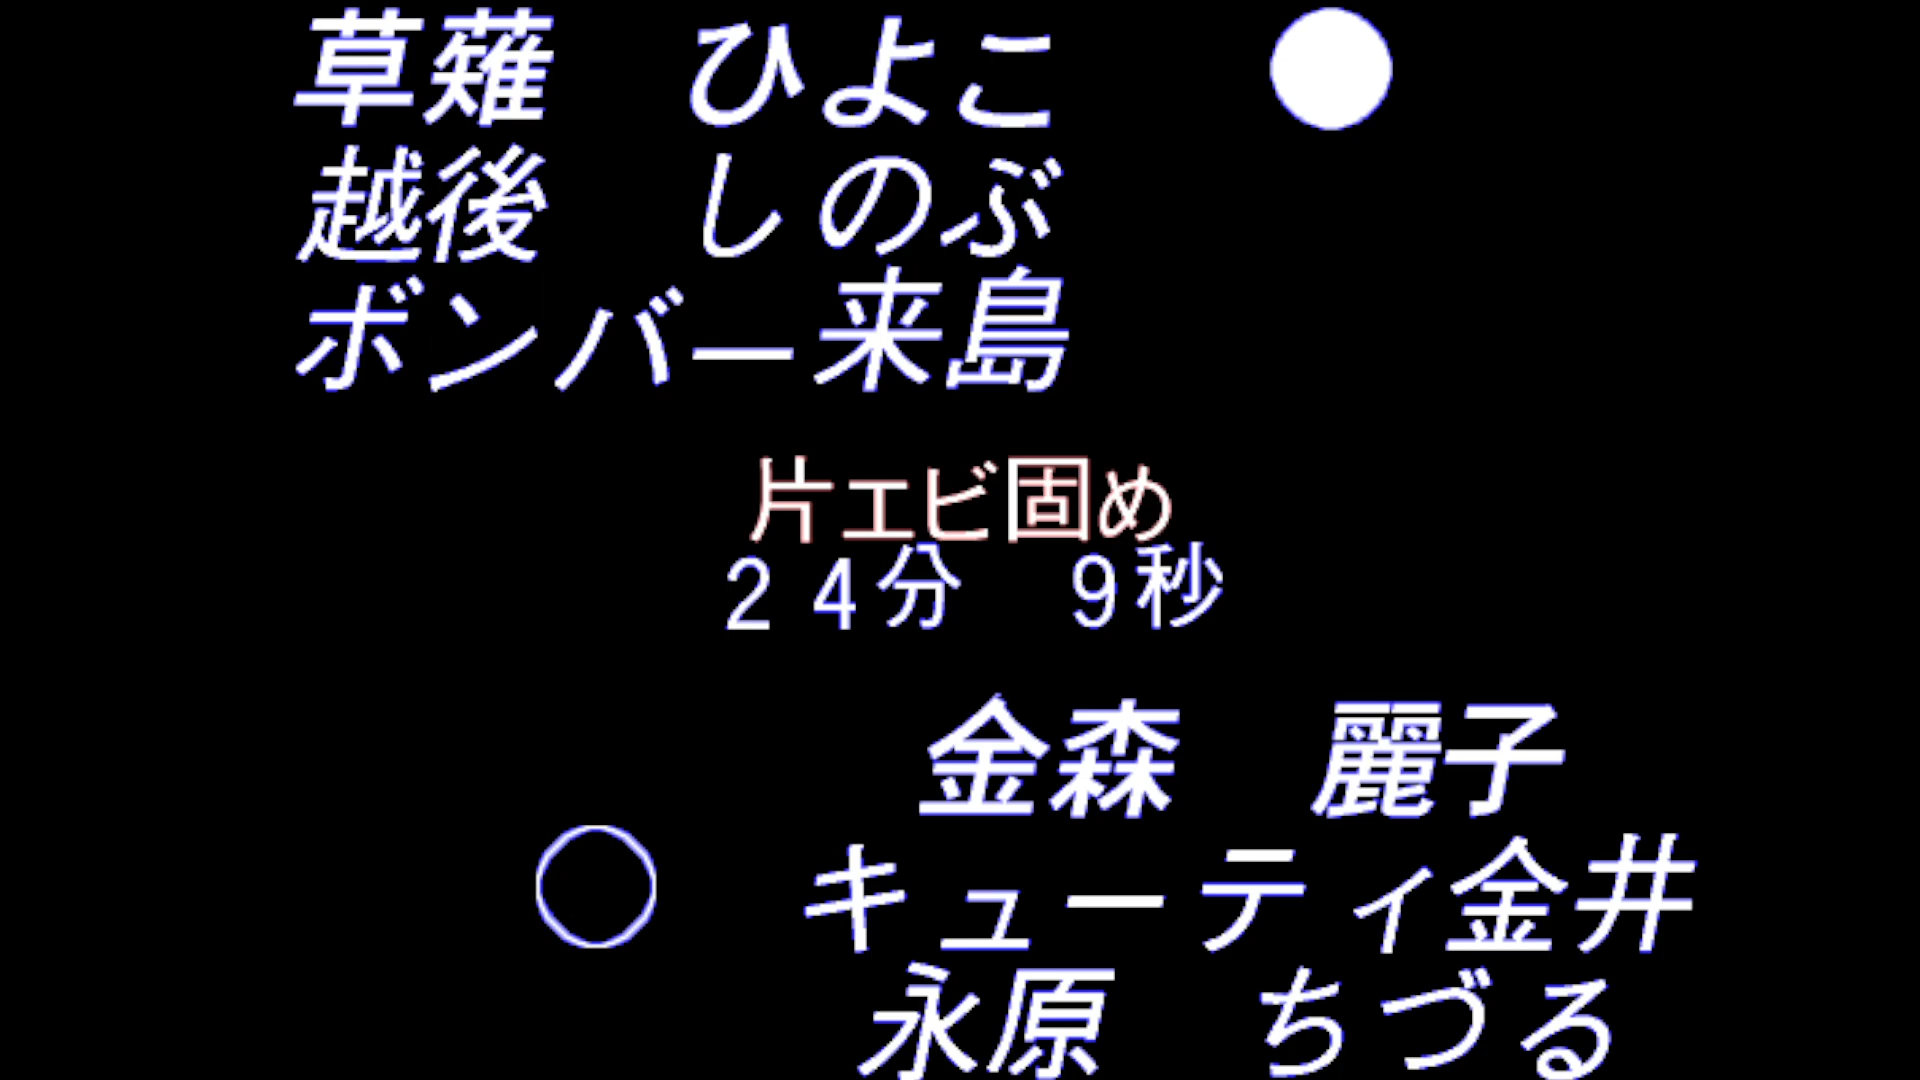 草薙　ひよこ ●
越後　しのぶ
ボンバー来島
片エビ固め
２４分　９秒
金森　麗子
○ キューティ金井
永原　ちづる